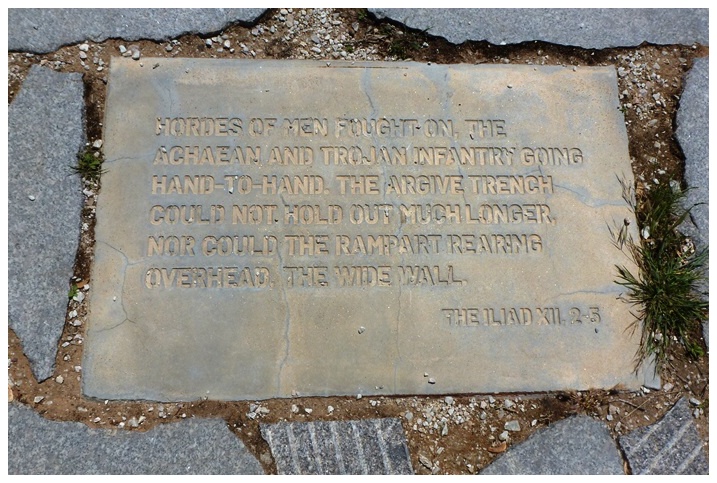 HORDES OF MEN FOUGHT ON, THE
ACHAEAN AND TROJAN INFANTRY GOING
HAND-TO-HAND. THE ARGIVE TRENCH
COULD NOT HOLD OUT MUCH LONGER,
NOR COULD THE RAMPART REARING
OVERHEAD, THE WIDE WALL.
THE ILIAD XII, 2-5